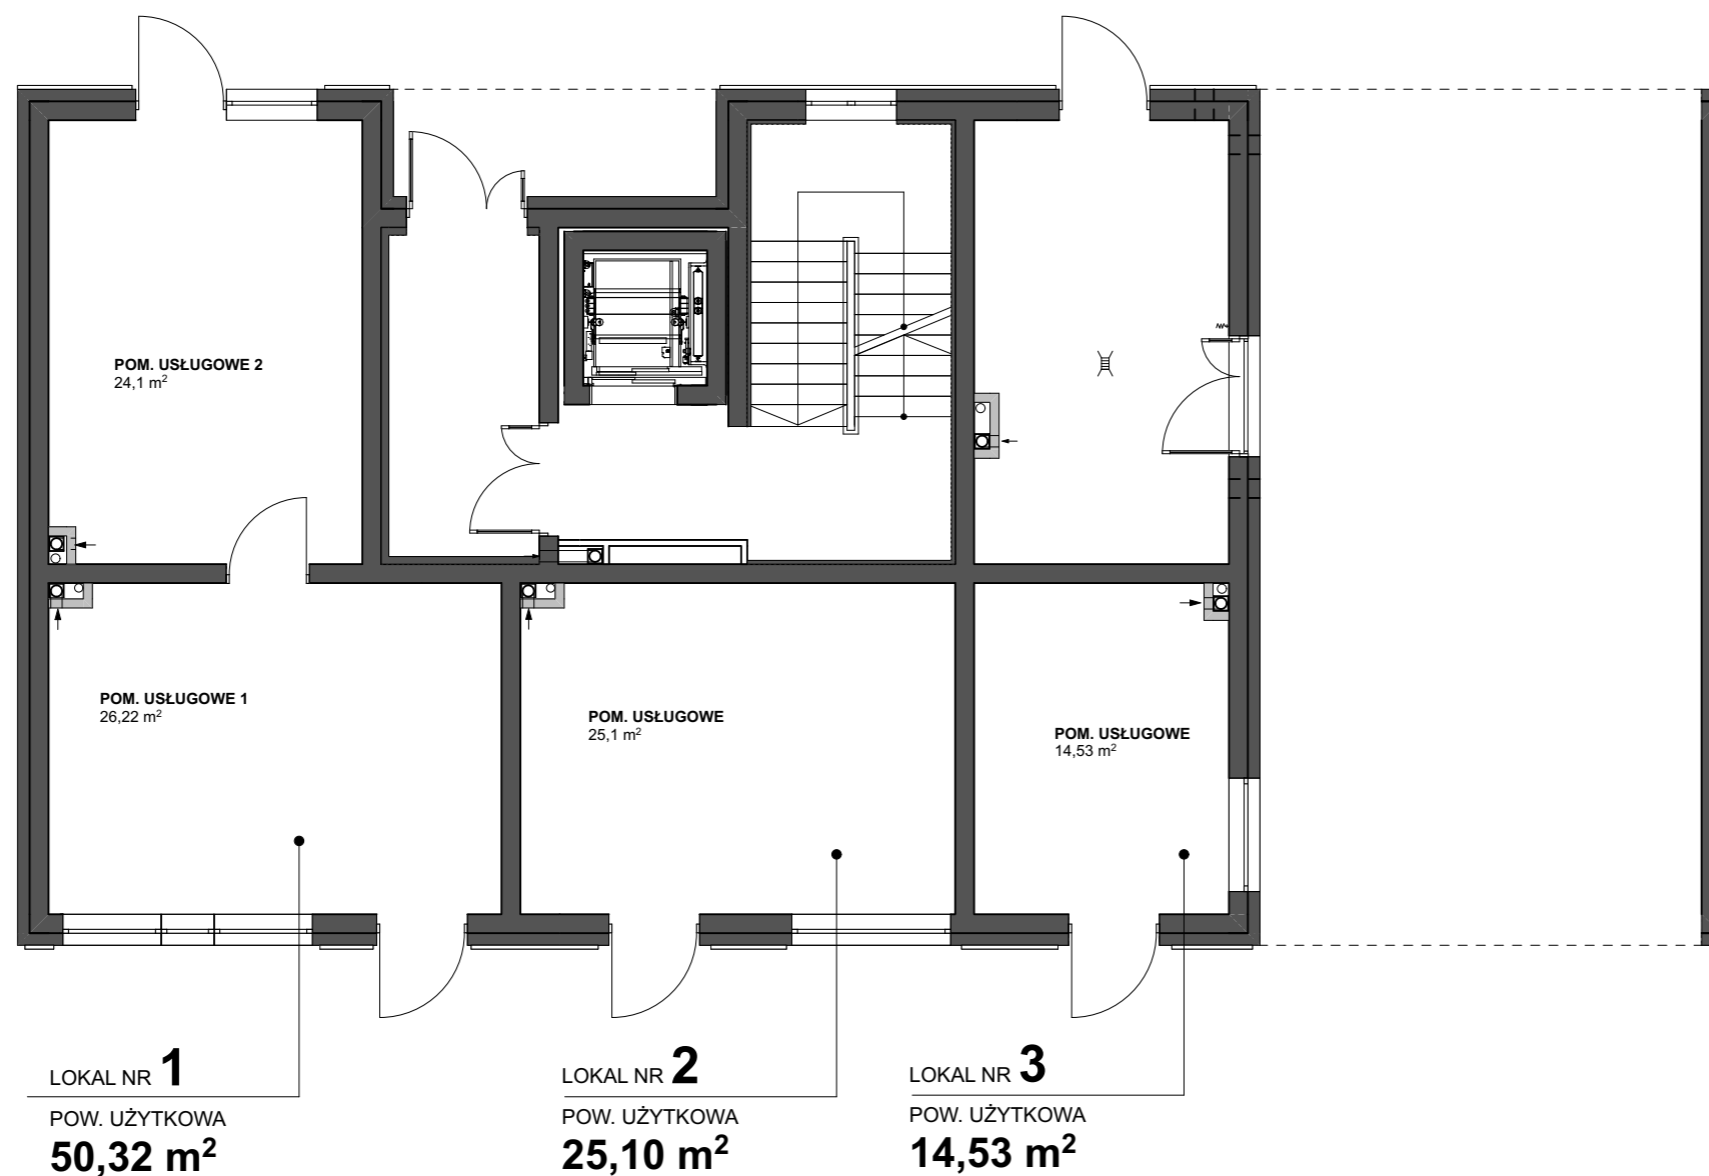 POM. USŁUGOWE 2
24,1 m²
POM. USŁUGOWE 1
26,22 m²
POM. USŁUGOWE
25,1 m²
POM. USŁUGOWE
14,53 m²
LOKAL NR 1
POW. UŻYTKOWA
50,32 m²
LOKAL NR 2
POW. UŻYTKOWA
25,10 m²
LOKAL NR 3
POW. UŻYTKOWA
14,53 m²